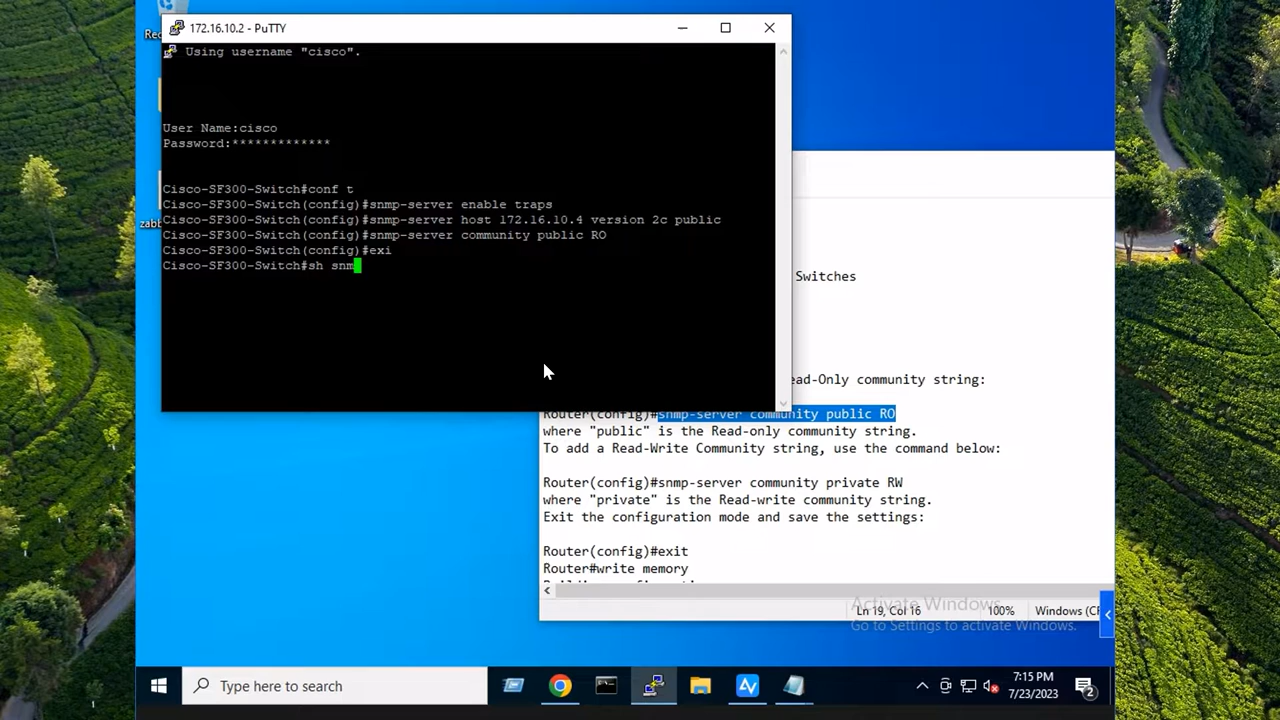 172.16.10.2 - PuTTY
Using username "cisco".
User Name:cisco
Password:*************
Cisco-SF300-Switch#conf t
Cisco-SF300-Switch(config)#snmp-server enable traps
Cisco-SF300-Switch(config)#snmp-server host 172.16.10.4 version 2c public
Cisco-SF300-Switch(config)#snmp-server community public RO
Cisco-SF300-Switch(config)#exi
Cisco-SF300-Switch#sh snm
Switches
ead-Only community string:
Router(config)#snmp-server community public RO
where "public" is the Read-only community string.
To add a Read-Write Community string, use the command below:
Router(config)#snmp-server community private RW
where "private" is the Read-write community string.
Exit the configuration mode and save the settings:
Router(config)#exit
Router#write memory
Activate Windows
Go to Settings to activate Windows.
Ln 19, Col 16
100%
Windows (CR
Rec
zabb
Type here to search
7:15 PM
7/23/2023
2